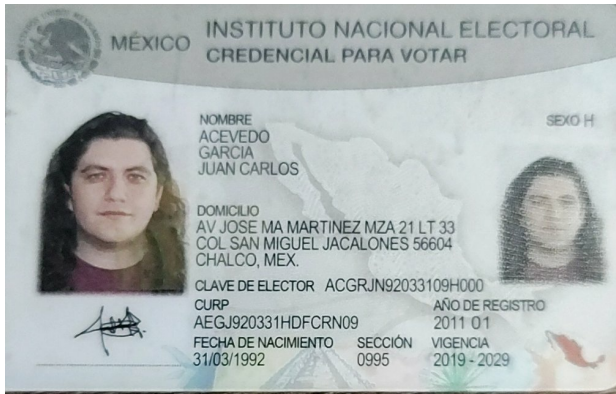 MÉXICO INSTITUTO NACIONAL ELECTORAL
CREDENCIAL PARA VOTAR
NOMBRE
ACEVEDO
GARCIA
JUAN CARLOS
SEXO H
DOMICILIO
AV JOSE MA MARTINEZ MZA 21 LT 33
COL SAN MIGUEL JACALONES 56604
CHALCO, MEX.
CLAVE DE ELECTOR ACGRJN92033109H000
CURP AÑO DE REGISTRO
AEGJ920331HDFCRN09 2011 01
FECHA DE NACIMIENTO SECCIÓN VIGENCIA
31/03/1992 0995 2019 - 2029